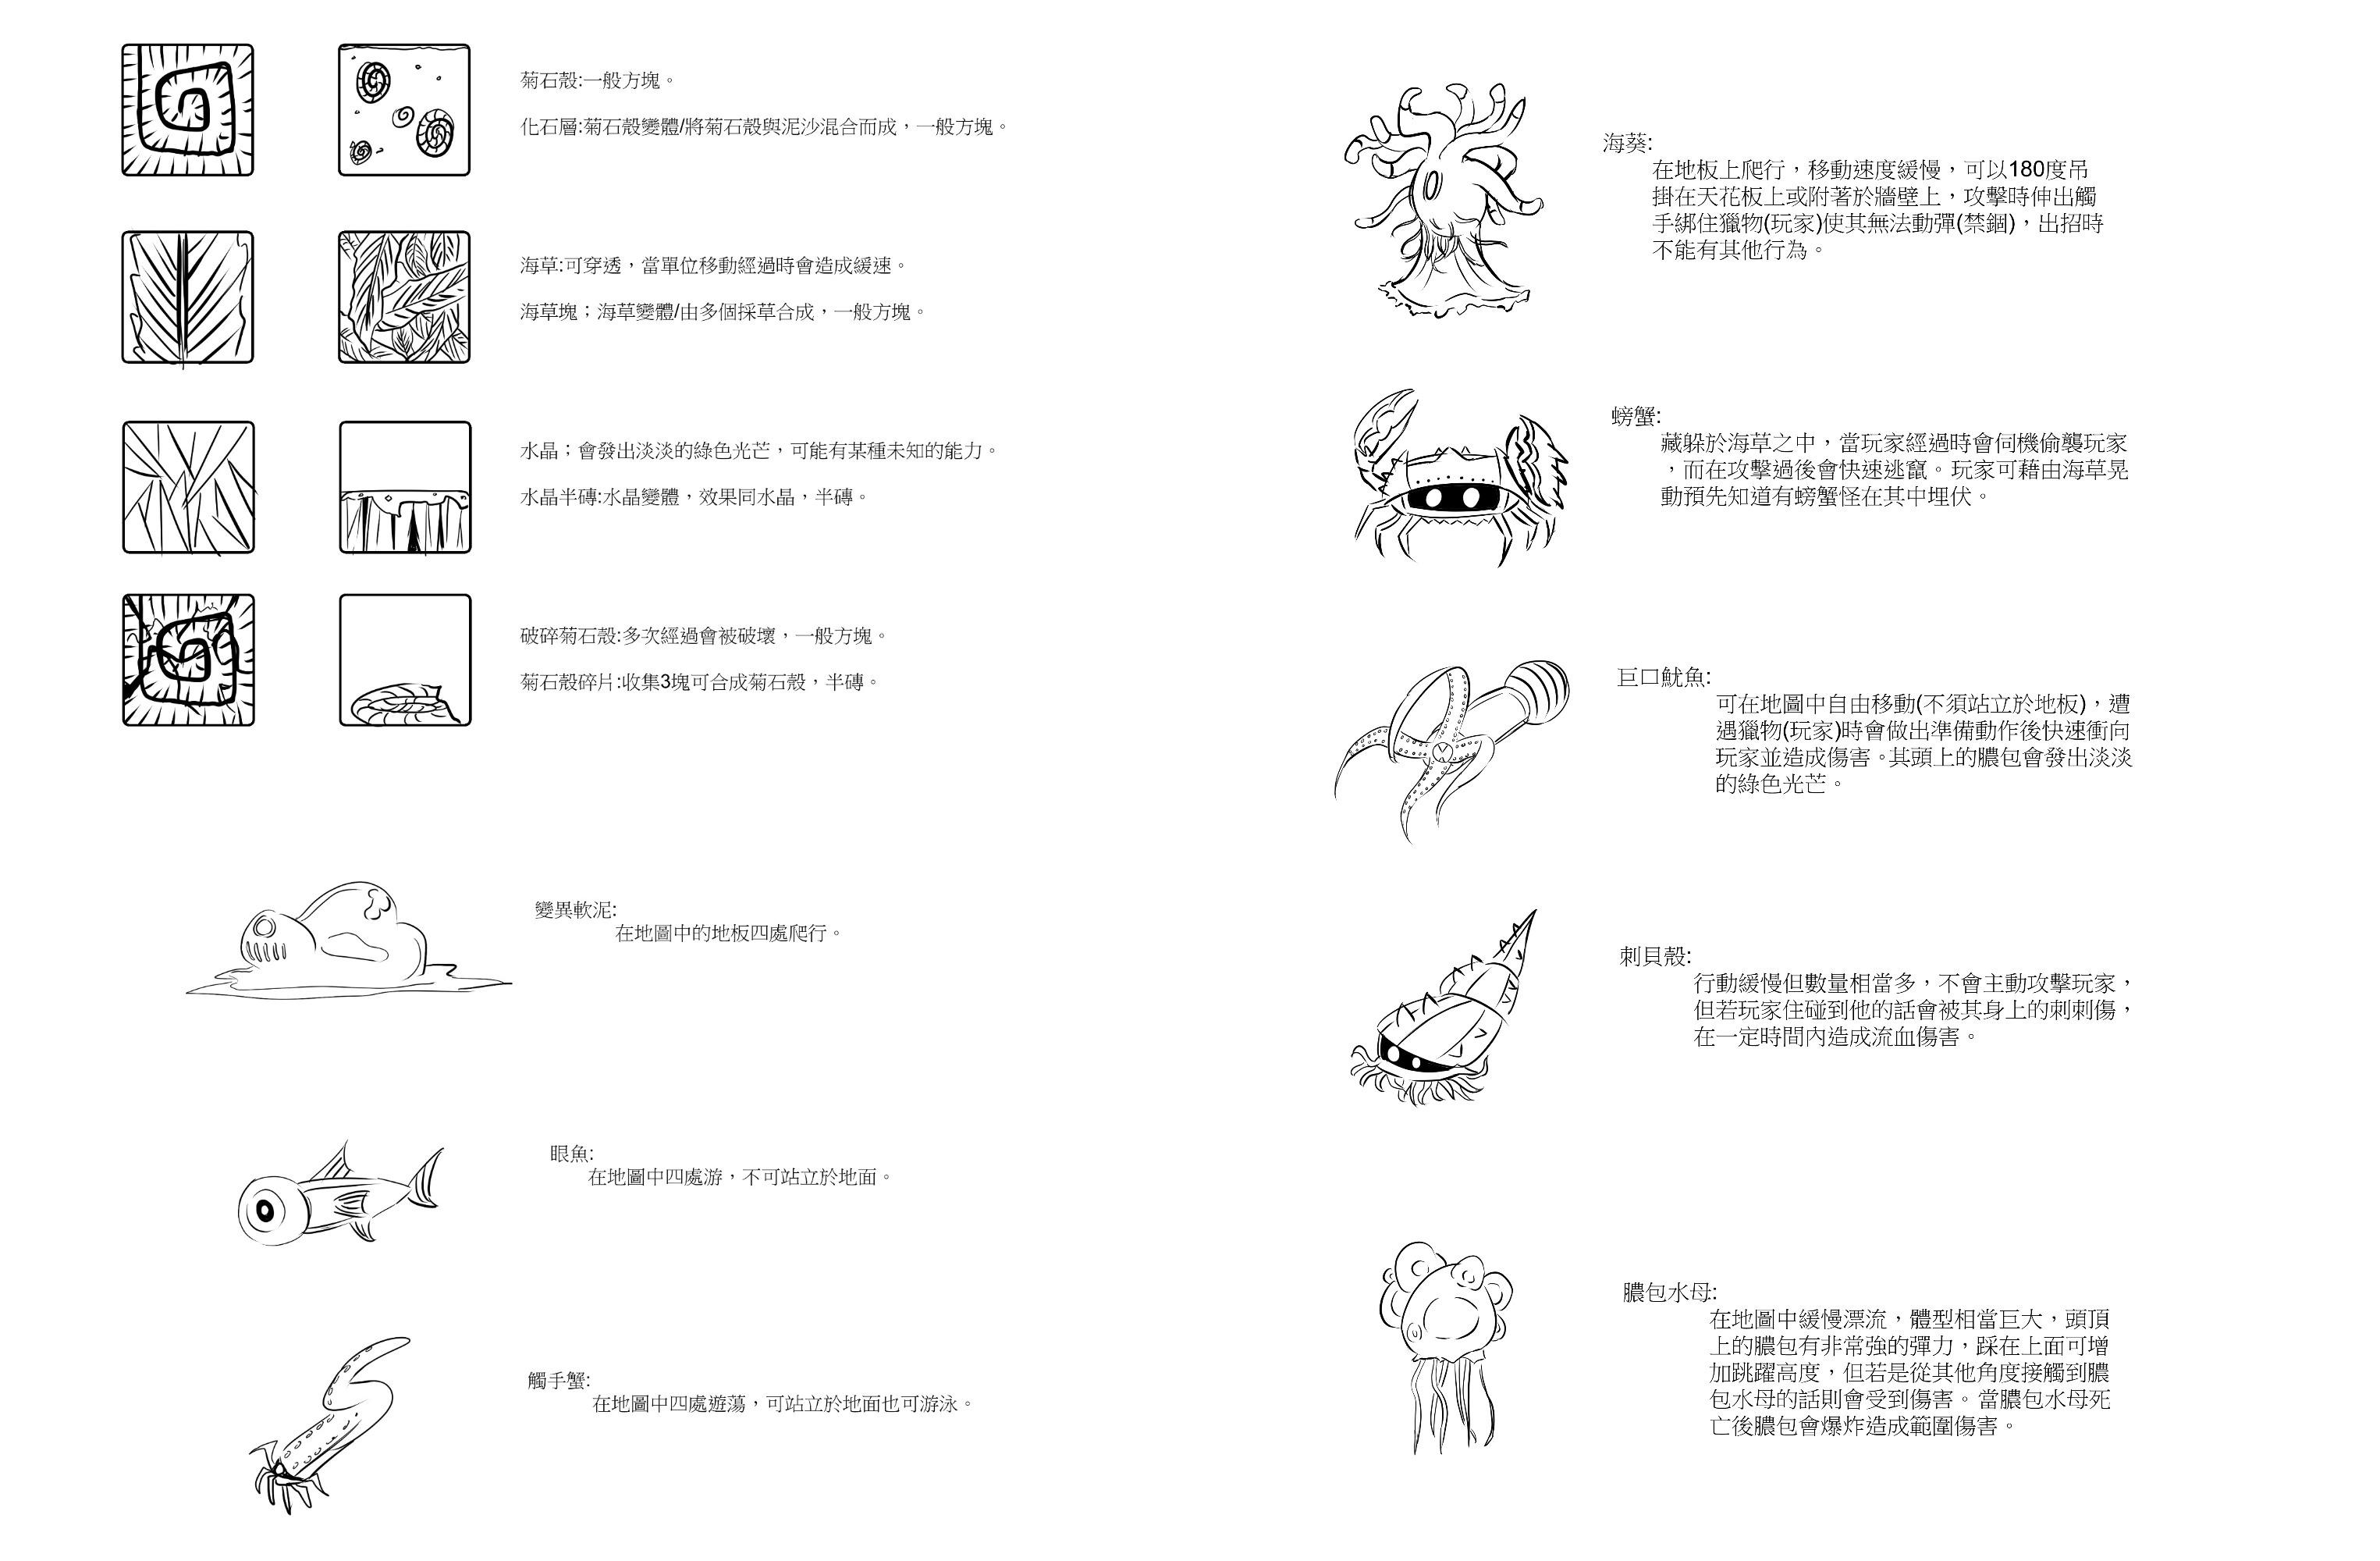 菊石殼:一般方塊。
化石層:菊石殼變體/將菊石殼與泥沙混合而成，一般方塊。
海草:可穿透，當單位移動經過時會造成緩速。
海草塊；海草變體/由多個採草合成，一般方塊。
水晶；會發出淡淡的綠色光芒，可能有某種未知的能力。
水晶半磚:水晶變體，效果同水晶，半磚。
破碎菊石殼:多次經過會被破壞，一般方塊。
菊石殼碎片:收集3塊可合成菊石殼，半磚。
變異軟泥:
在地圖中的地板四處爬行。
眼魚:
在地圖中四處游，不可站立於地面。
觸手蟹:
在地圖中四處遊蕩，可站立於地面也可游泳。
海葵:
在地板上爬行，移動速度緩慢，可以180度吊
掛在天花板上或附著於牆壁上，攻擊時伸出觸
手綁住獵物(玩家)使其無法動彈(禁錮)，出招時
不能有其他行為。
螃蟹:
藏躲於海草之中，當玩家經過時會伺機偷襲玩家
，而在攻擊過後會快速逃竄。玩家可藉由海草晃
動預先知道有螃蟹怪在其中埋伏。
巨口魷魚:
可在地圖中自由移動(不須站立於地板)，遭
遇獵物(玩家)時會做出準備動作後快速衝向
玩家並造成傷害。其頭上的膿包會發出淡淡
的綠色光芒。
刺貝殼:
行動緩慢但數量相當多，不會主動攻擊玩家，
但若玩家住碰到他的話會被其身上的刺刺傷，
在一定時間內造成流血傷害。
膿包水母:
在地圖中緩慢漂流，體型相當巨大，頭頂
上的膿包有非常強的彈力，踩在上面可增
加跳躍高度，但若是從其他角度接觸到膿
包水母的話則會受到傷害。當膿包水母死
亡後膿包會爆炸造成範圍傷害。